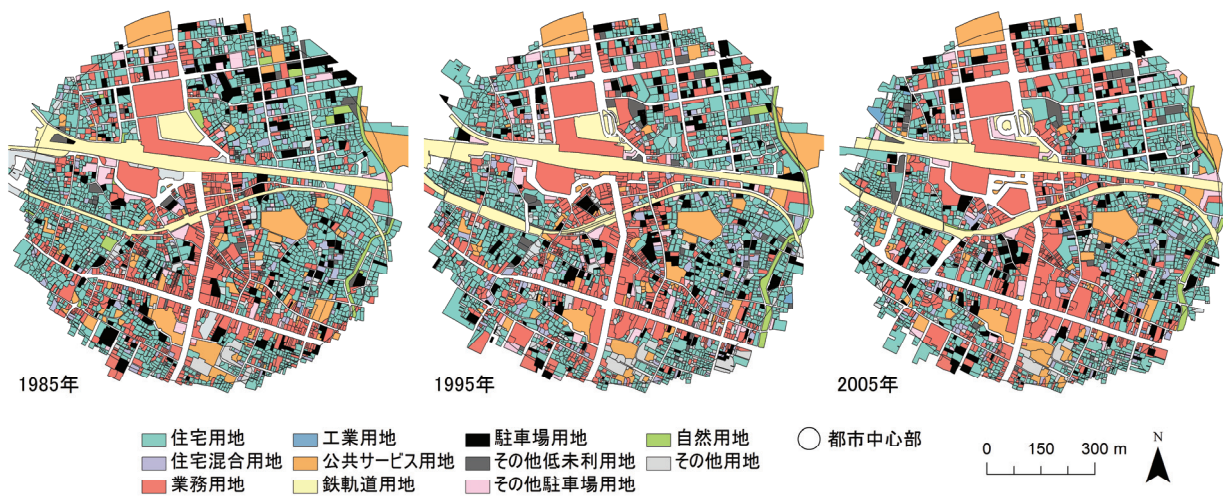 1985年
1995年
2005年
住宅用地
工業用地
駐車場用地
自然用地
都市中心部
住宅混合用地
公共サービス用地
その他低未利用地
その他用地
業務用地
鉄軌道用地
その他駐車場用地
0 150 300 m
N